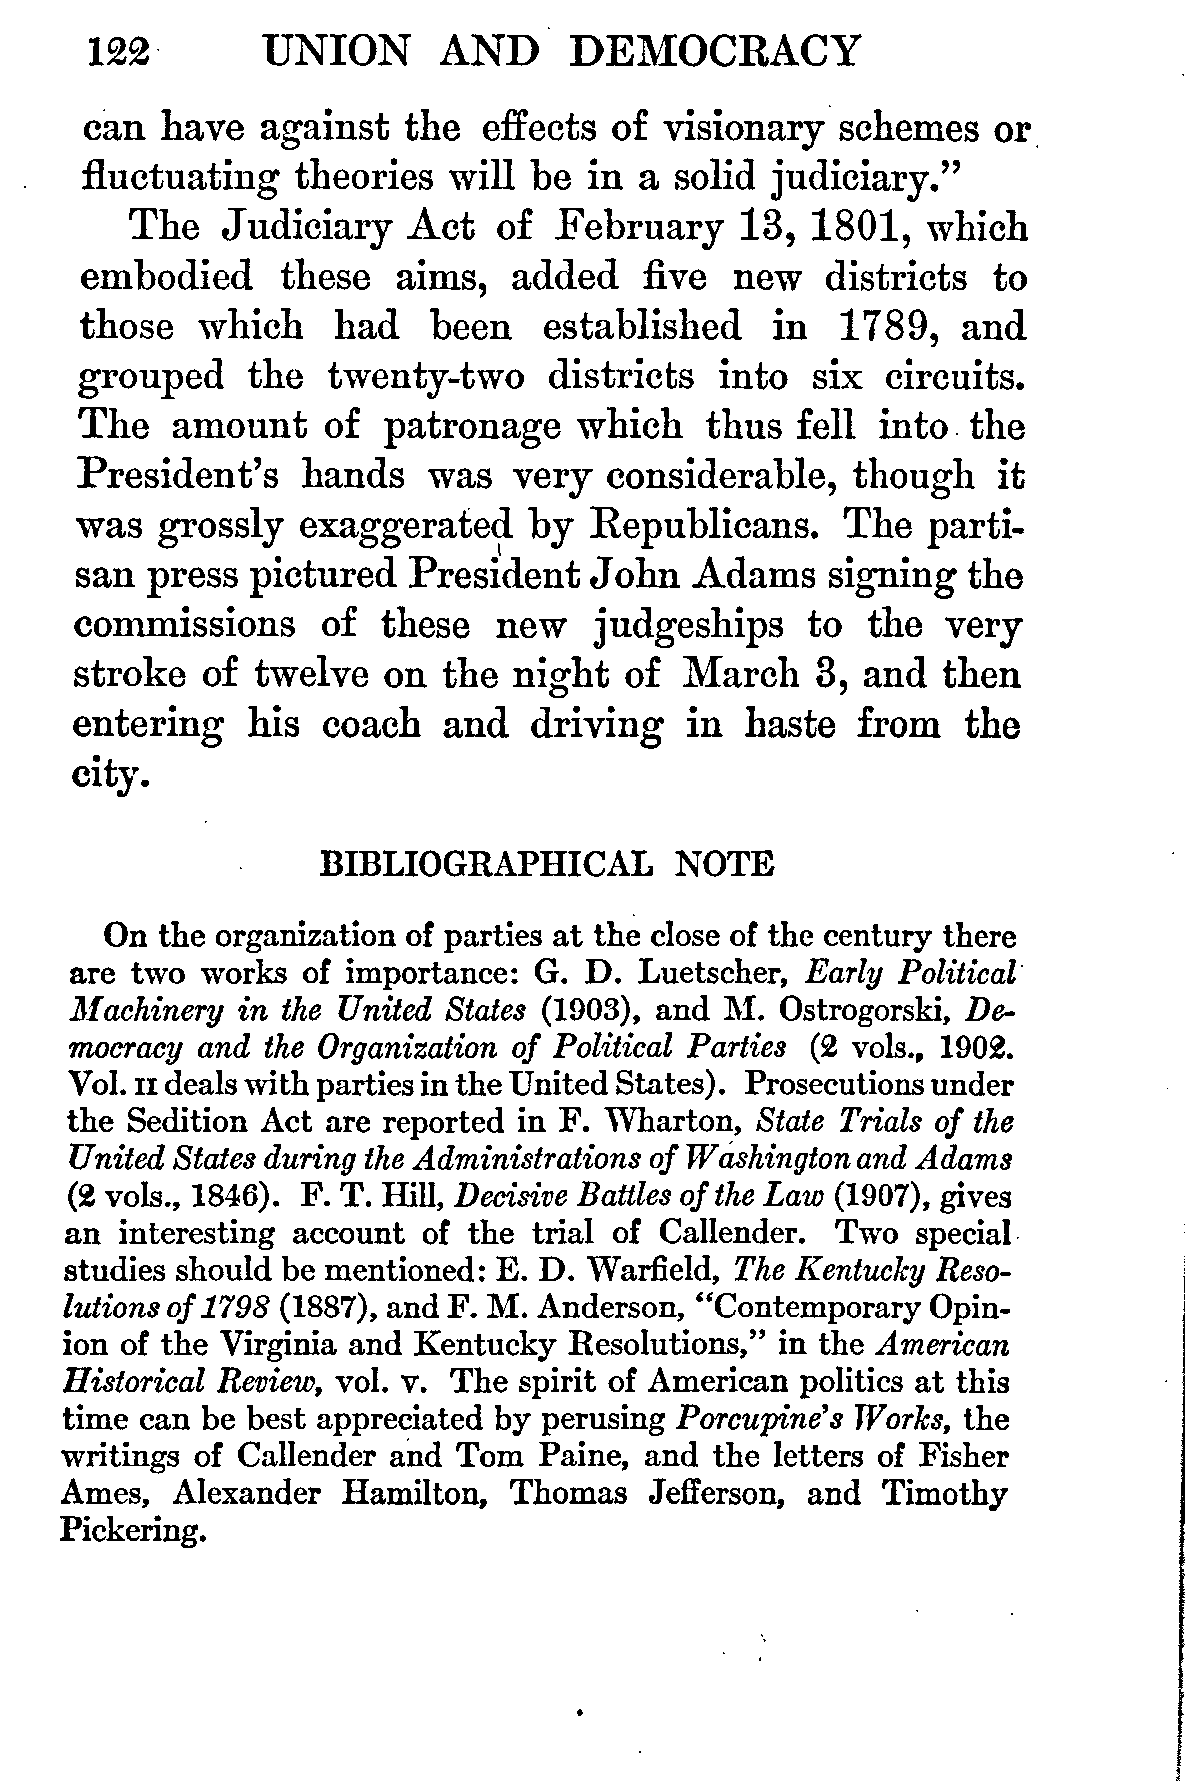 122 UNION AND DEMOCRACY
can have against the effects of visionary schemes or
fluctuating theories will be in a solid judiciary.”
The Judiciary Act of February 13, 1801, which
embodied these aims, added five new districts to
those which had been established in 1789, and
grouped the twenty-two districts into six circuits.
The amount of patronage which thus fell into the
President’s hands was very considerable, though it
was grossly exaggerated by Republicans. The parti-
san press pictured President John Adams signing the
commissions of these new judgeships to the very
stroke of twelve on the night of March 3, and then
entering his coach and driving in haste from the
city.
BIBLIOGRAPHICAL NOTE
On the organization of parties at the close of the century there
are two works of importance: G. D. Luetscher, Early Political
Machinery in the United States (1903), and M. Ostrogorski, De-
mocracy and the Organization of Political Parties (2 vols., 1902.
Vol. II deals with parties in the United States). Prosecutions under
the Sedition Act are reported in F. Wharton, State Trials of the
United States during the Administrations of Washington and Adams
(2 vols., 1846). F. T. Hill, Decisive Battles of the Law (1907), gives
an interesting account of the trial of Callender. Two special
studies should be mentioned: E. D. Warfield, The Kentucky Reso-
lutions of 1798 (1887), and F. M. Anderson, “Contemporary Opin-
ion of the Virginia and Kentucky Resolutions,” in the American
Historical Review, vol. V. The spirit of American politics at this
time can be best appreciated by perusing Porcupine’s Works, the
writings of Callender and Tom Paine, and the letters of Fisher
Ames, Alexander Hamilton, Thomas Jefferson, and Timothy
Pickering.